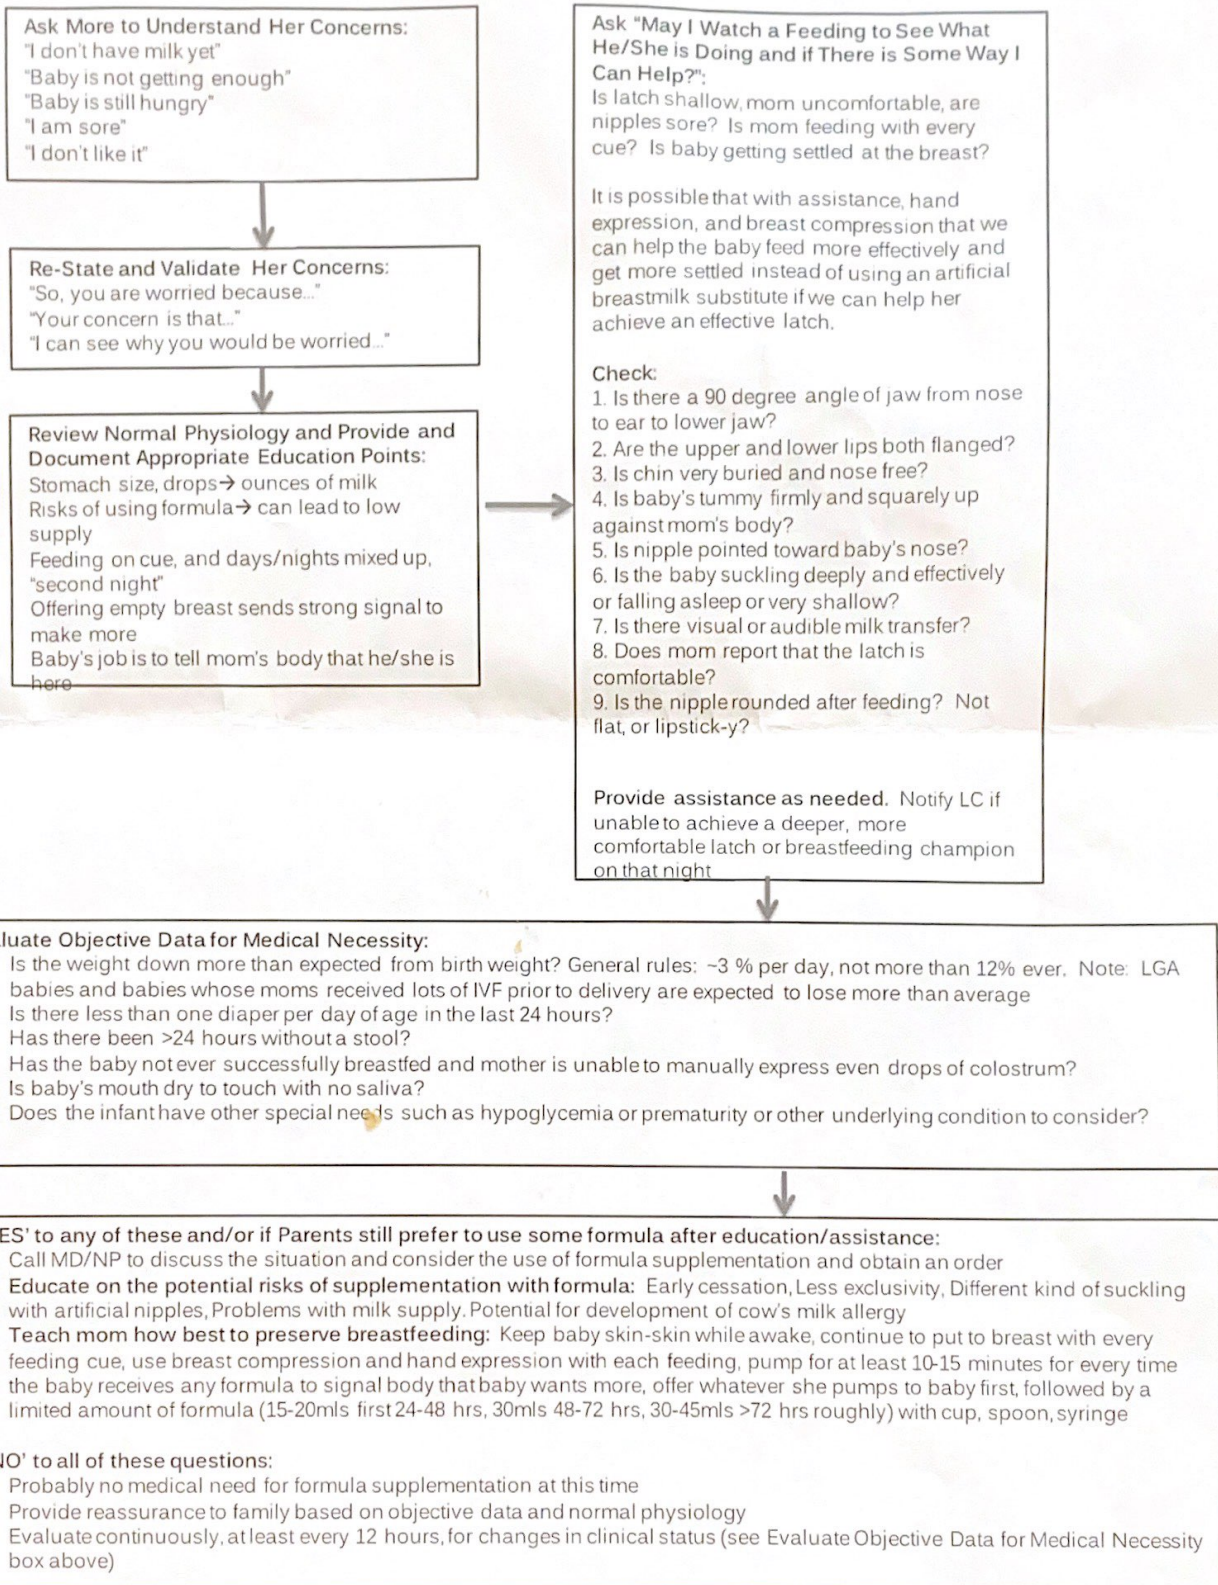 Ask More to Understand Her Concerns:
"I don't have milk yet"
"Baby is not getting enough"
"Baby is still hungry"
"I am sore"
"I don't like it"
Re-State and Validate Her Concerns:
"So, you are worried because..."
"Your concern is that..."
"I can see why you would be worried..."
Review Normal Physiology and Provide and
Document Appropriate Education Points:
Stomach size, drops→ ounces of milk
Risks of using formula→ can lead to low
supply
Feeding on cue, and days/nights mixed up,
"second night"
Offering empty breast sends strong signal to
make more
Baby's job is to tell mom's body that he/she is
here
Ask "May I Watch a Feeding to See What
He/She is Doing and if There is Some Way I
Can Help?":
Is latch shallow, mom uncomfortable, are
nipples sore? Is mom feeding with every
cue? Is baby getting settled at the breast?
It is possible that with assistance, hand
expression, and breast compression that we
can help the baby feed more effectively and
get more settled instead of using an artificial
breastmilk substitute if we can help her
achieve an effective latch.
Check:
1. Is there a 90 degree angle of jaw from nose
to ear to lower jaw?
2. Are the upper and lower lips both flanged?
3. Is chin very buried and nose free?
4. Is baby's tummy firmly and squarely up
against mom's body?
5. Is nipple pointed toward baby's nose?
6. Is the baby suckling deeply and effectively
or falling asleep or very shallow?
7. Is there visual or audible milk transfer?
8. Does mom report that the latch is
comfortable?
9. Is the nipple rounded after feeding? Not
flat, or lipstick-y?
Provide assistance as needed. Notify LC if
unable to achieve a deeper, more
comfortable latch or breastfeeding champion
on that night
luate Objective Data for Medical Necessity:
Is the weight down more than expected from birth weight? General rules: ~3 % per day, not more than 12% ever. Note: LGA
babies and babies whose moms received lots of IVF prior to delivery are expected to lose more than average
Is there less than one diaper per day of age in the last 24 hours?
Has there been >24 hours without a stool?
Has the baby not ever successfully breastfed and mother is unable to manually express even drops of colostrum?
Is baby's mouth dry to touch with no saliva?
Does the infant have other special needs such as hypoglycemia or prematurity or other underlying condition to consider?
ES' to any of these and/or if Parents still prefer to use some formula after education/assistance:
Call MD/NP to discuss the situation and consider the use of formula supplementation and obtain an order
Educate on the potential risks of supplementation with formula: Early cessation, Less exclusivity, Different kind of suckling
with artificial nipples, Problems with milk supply. Potential for development of cow's milk allergy
Teach mom how best to preserve breastfeeding: Keep baby skin-skin while awake, continue to put to breast with every
feeding cue, use breast compression and hand expression with each feeding, pump for at least 10-15 minutes for every time
the baby receives any formula to signal body that baby wants more, offer whatever she pumps to baby first, followed by a
limited amount of formula (15-20mls first 24-48 hrs, 30mls 48-72 hrs, 30-45mls >72 hrs roughly) with cup, spoon, syringe
NO' to all of these questions:
Probably no medical need for formula supplementation at this time
Provide reassurance to family based on objective data and normal physiology
Evaluate continuously, at least every 12 hours, for changes in clinical status (see Evaluate Objective Data for Medical Necessity
box above)